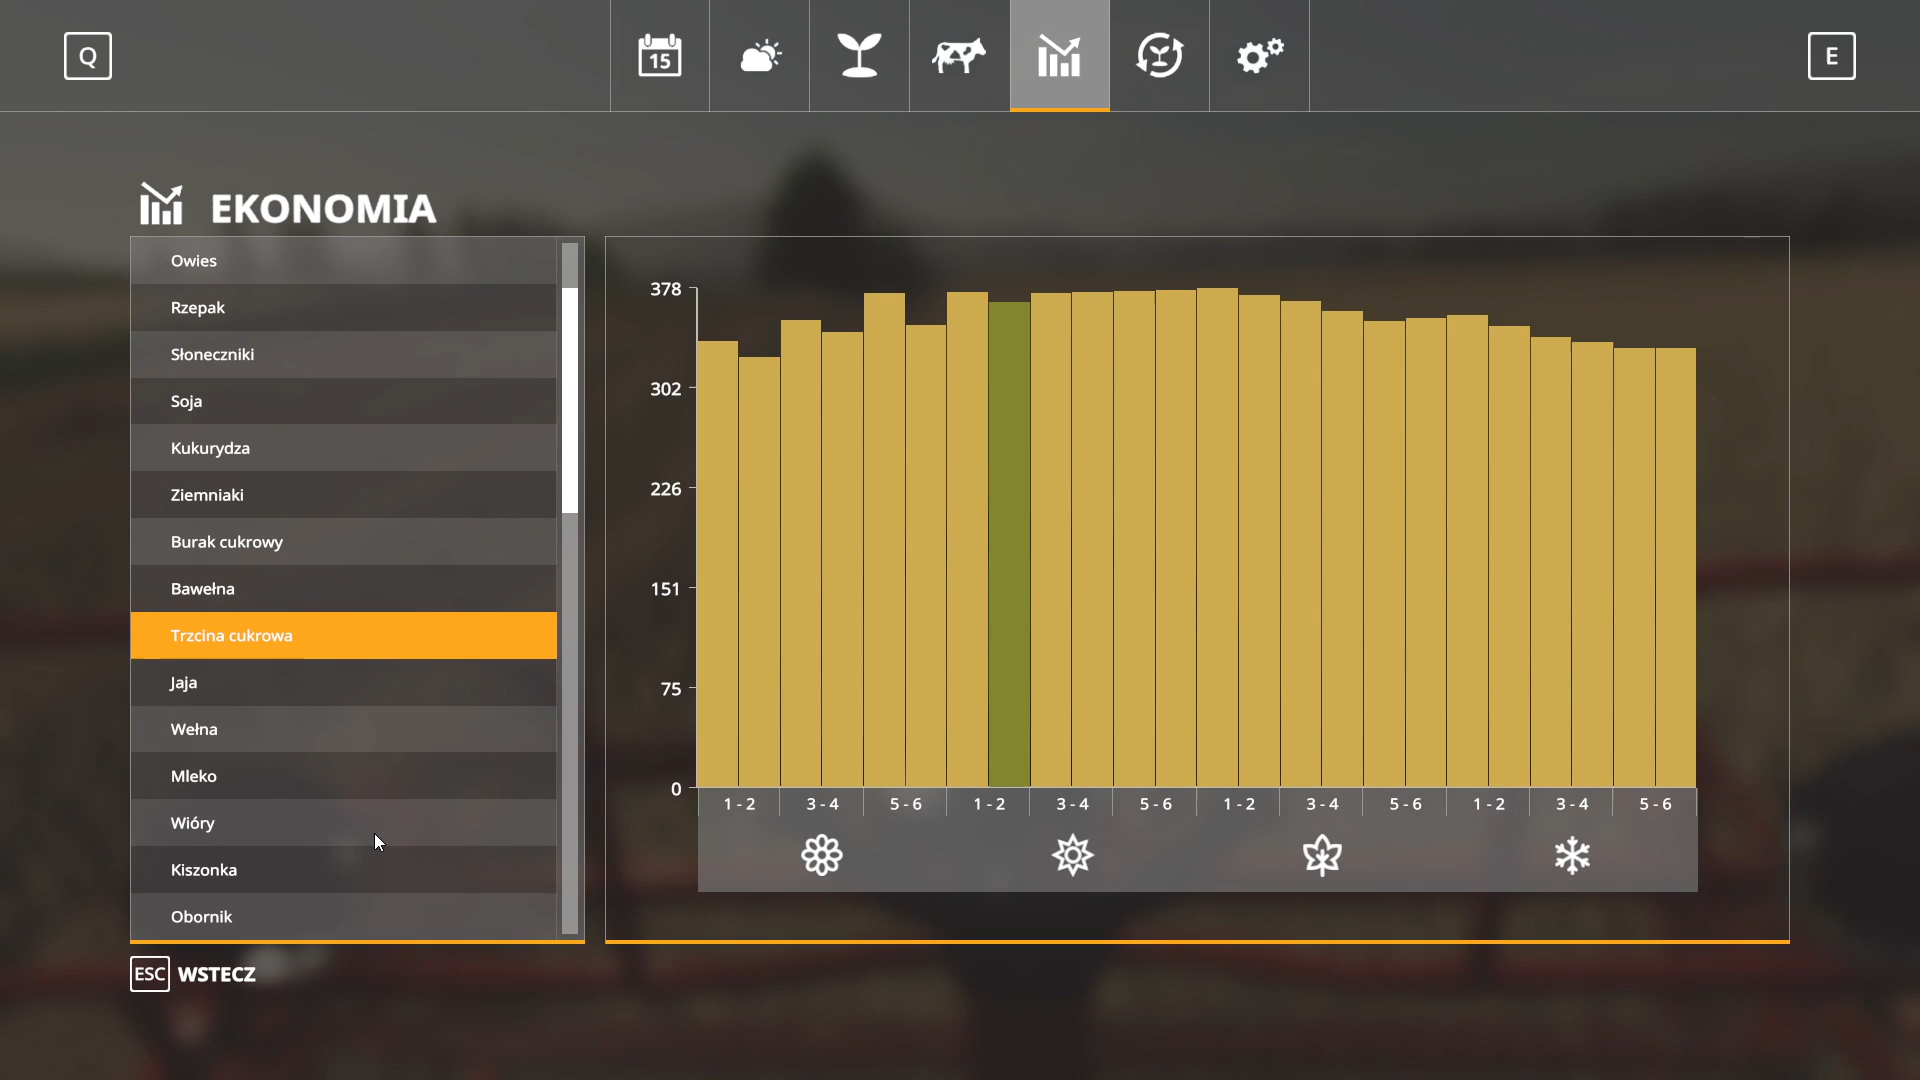 Q
15
E
EKONOMIA
Owies
Rzepak
Słoneczniki
Soja
Kukurydza
Ziemniaki
Burak cukrowy
Bawełna
Trzcina cukrowa
Jaja
Wełna
Mleko
Wióry
Kiszonka
Obornik
378
302
226
151
75
0
1 - 2 3 - 4 5 - 6 1 - 2 3 - 4 5 - 6 1 - 2 3 - 4 5 - 6 1 - 2 3 - 4 5 - 6
ESC WSTECZ